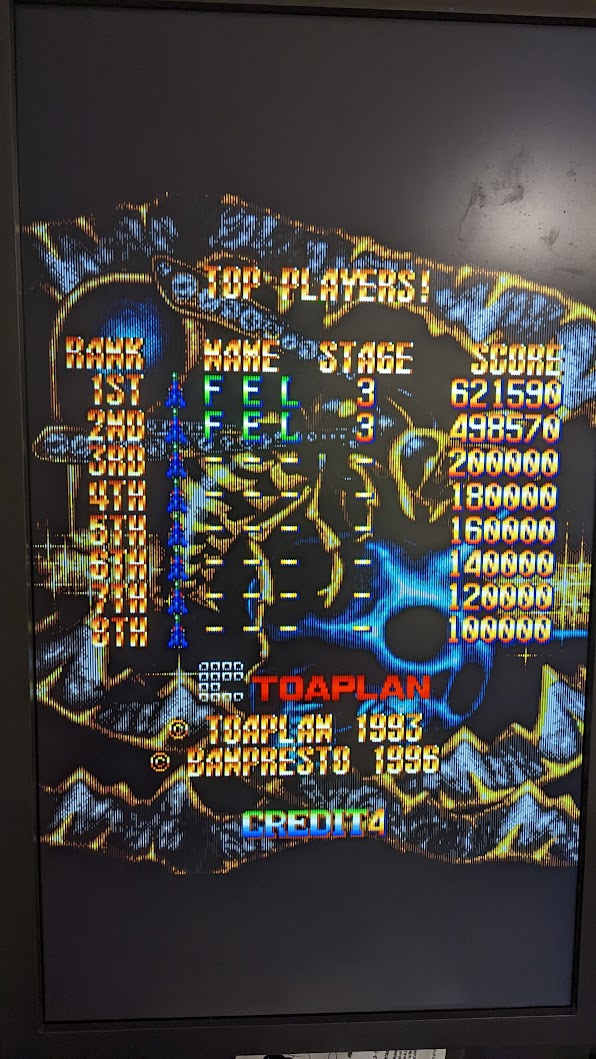 TOP PLAYERS!
RANK NAME STAGE SCORE
1ST F E L 3 621590
2ND F E L 3 498570
3RD - - - - 200000
4TH - - - - 180000
5TH - - - - 160000
6TH - - - - 140000
7TH - - - - 120000
8TH - - - - 100000
TOAPLAN
© TOAPLAN 1993
© BANPRESTO 1996
CREDIT4